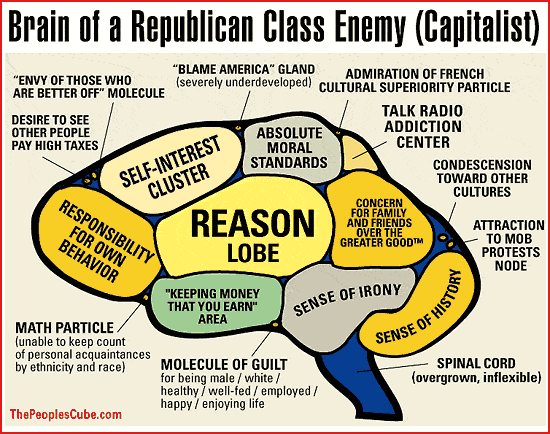 Brain of a Republican Class Enemy (Capitalist)
"ENVY OF THOSE WHO
ARE BETTER OFF" MOLECULE
"BLAME AMERICA" GLAND
(severely underdeveloped)
ADMIRATION OF FRENCH
CULTURAL SUPERIORITY PARTICLE
DESIRE TO SEE
OTHER PEOPLE
PAY HIGH TAXES
TALK RADIO
ADDICTION
CENTER
CONDESCENSION
TOWARD OTHER
CULTURES
ATTRACTION
TO MOB
PROTESTS
NODE
SELF-INTEREST
CLUSTER
ABSOLUTE
MORAL
STANDARDS
RESPONSIBILITY
FOR OWN
BEHAVIOR
REASON
LOBE
CONCERN
FOR FAMILY
AND FRIENDS
OVER THE
GREATER GOOD™
"KEEPING MONEY
THAT YOU EARN"
AREA
SENSE OF IRONY
SENSE OF HISTORY
MATH PARTICLE
(unable to keep count
of personal acquaintances
by ethnicity and race)
MOLECULE OF GUILT
for being male / white /
healthy / well-fed / employed /
happy / enjoying life
SPINAL CORD
(overgrown, inflexible)
ThePeoplesCube.com